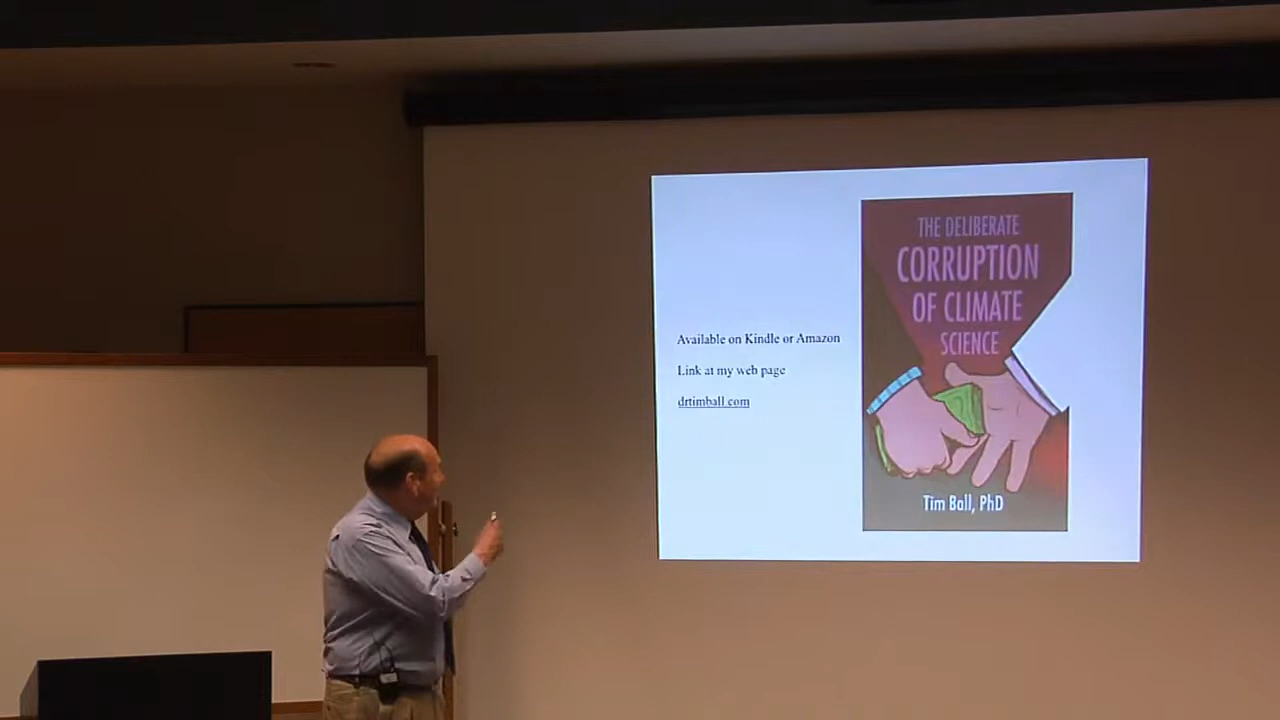 Available on Kindle or Amazon
Link at my web page
drtimball.com
THE DELIBERATE
CORRUPTION
OF CLIMATE
SCIENCE
Tim Ball, PhD